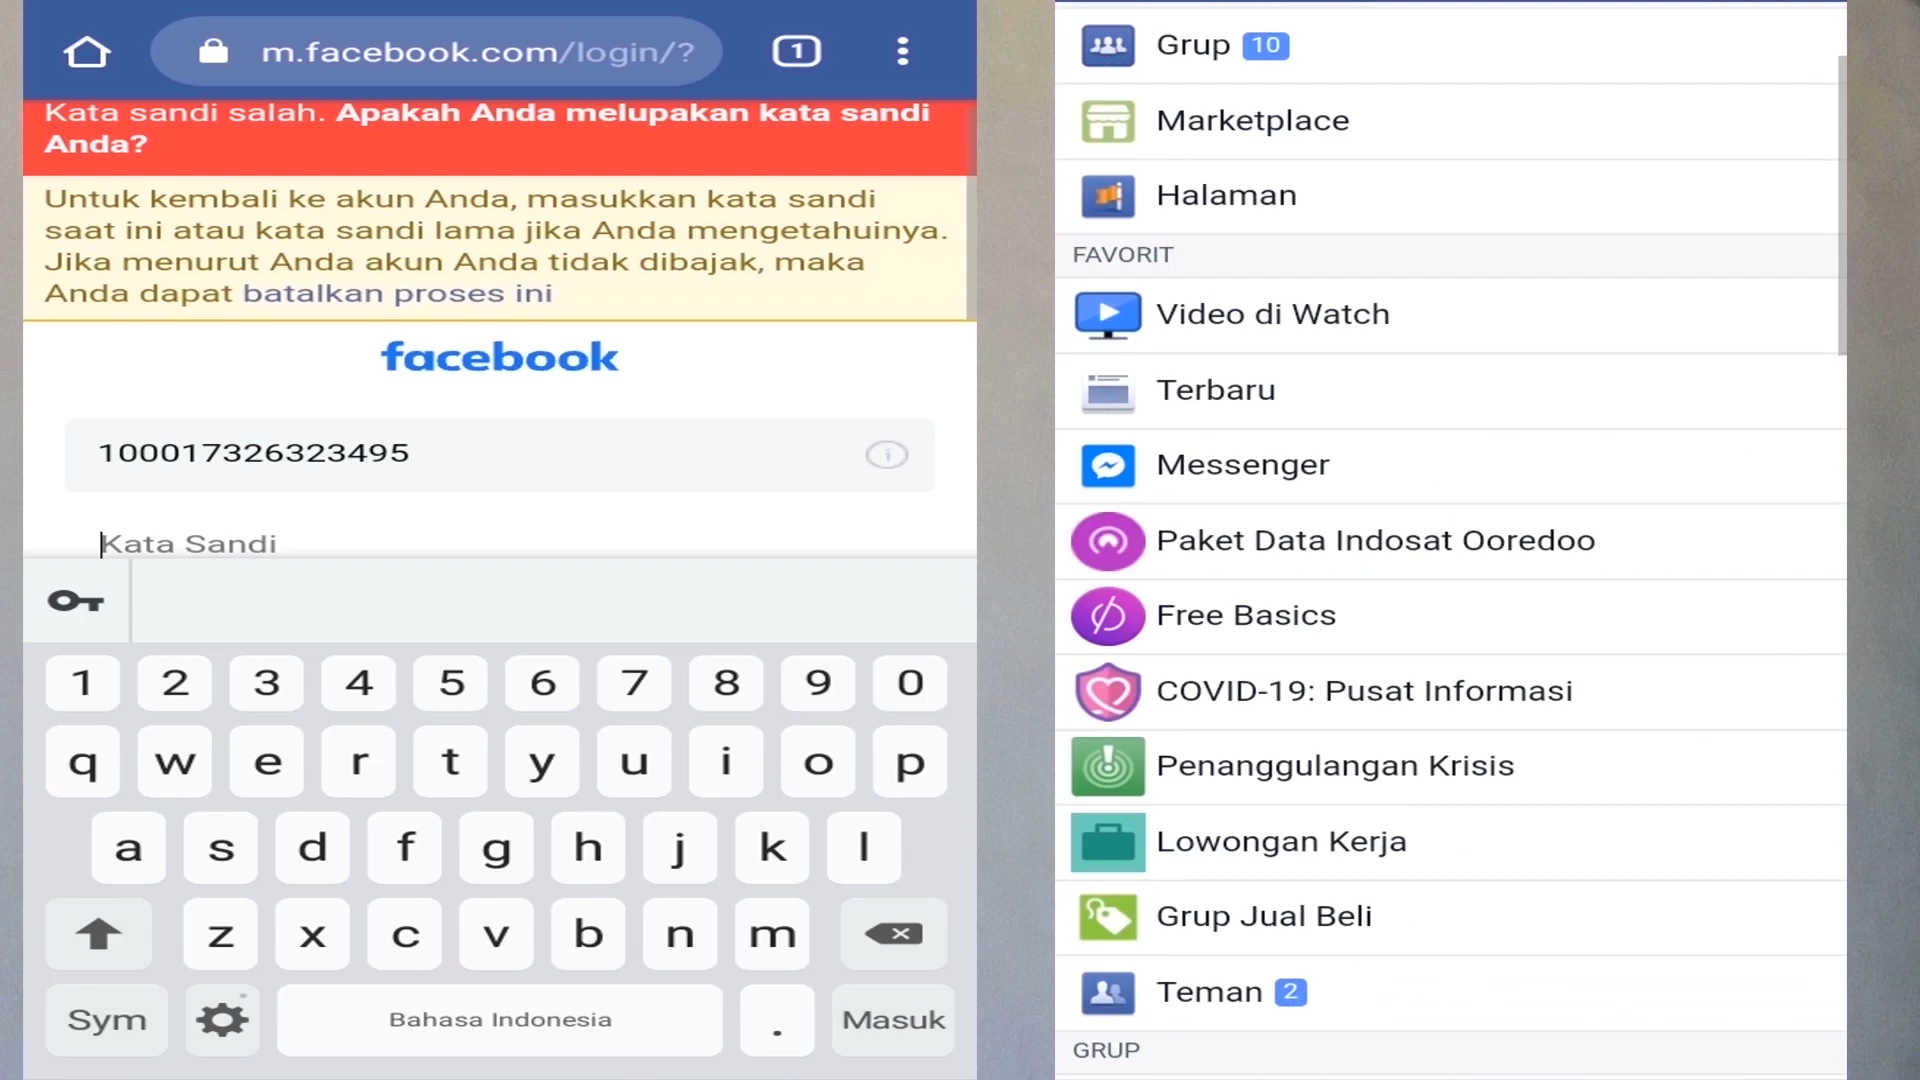 m.facebook.com/login/?
1
Kata sandi salah. Apakah Anda melupakan kata sandi
Anda?
Untuk kembali ke akun Anda, masukkan kata sandi
saat ini atau kata sandi lama jika Anda mengetahuinya.
Jika menurut Anda akun Anda tidak dibajak, maka
Anda dapat batalkan proses ini
facebook
100017326323495
Kata Sandi
1 2 3 4 5 6 7 8 9 0
q w e r t y u i o p
a s d f g h j k l
z x c v b n m
Sym Bahasa Indonesia . Masuk
Grup 10
Marketplace
Halaman
FAVORIT
Video di Watch
Terbaru
Messenger
Paket Data Indosat Ooredoo
Free Basics
COVID-19: Pusat Informasi
Penanggulangan Krisis
Lowongan Kerja
Grup Jual Beli
Teman 2
GRUP